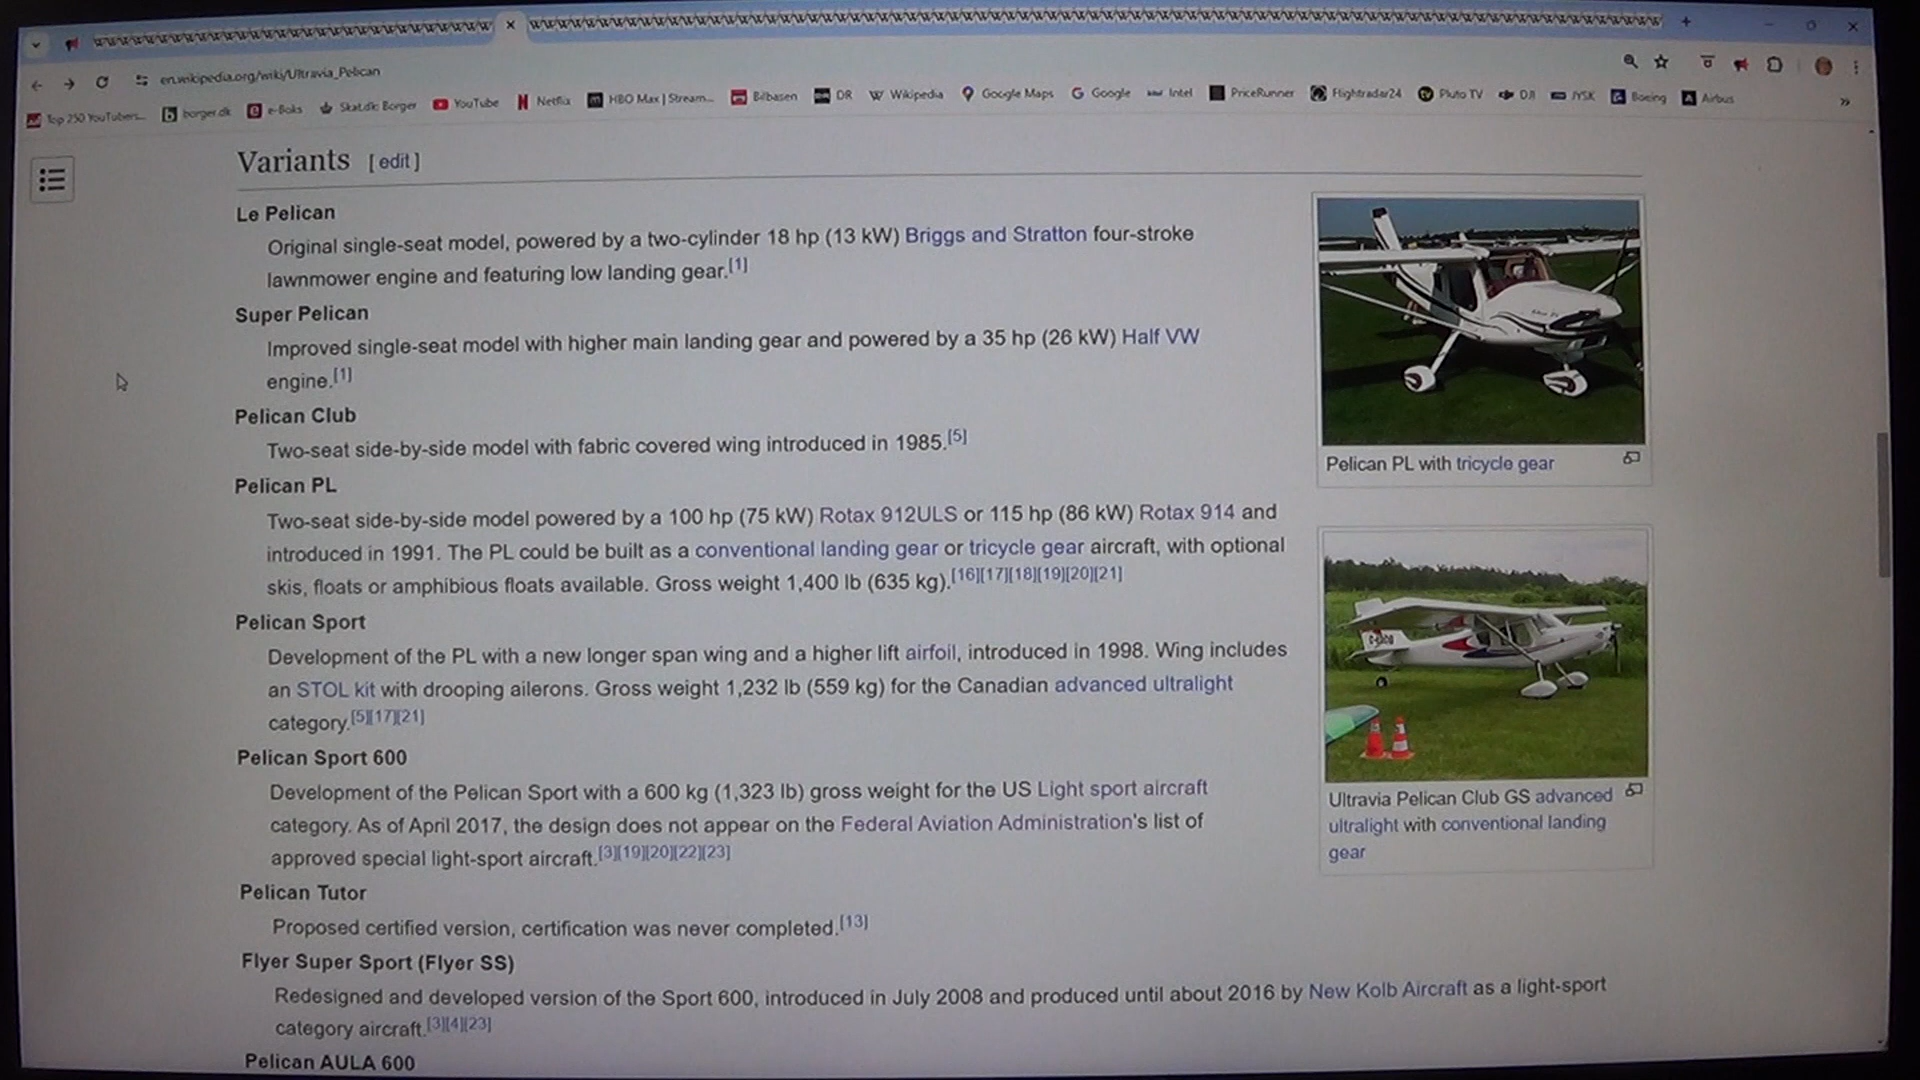 en.wikipedia.org/wiki/Ultravia_Pelican
Top 250 YouTubers... borger.dk e-Boks Skat.dk: Borger YouTube Netflix HBO Max | Stream... Bilbasen DR Wikipedia Google Maps Google Intel PriceRunner Flightradar24 Pluto TV DJI JYSK Boeing Airbus »
Variants [ edit ]
Le Pelican
Original single-seat model, powered by a two-cylinder 18 hp (13 kW) Briggs and Stratton four-stroke
lawnmower engine and featuring low landing gear.[1]
Super Pelican
Improved single-seat model with higher main landing gear and powered by a 35 hp (26 kW) Half VW
engine.[1]
Pelican Club
Two-seat side-by-side model with fabric covered wing introduced in 1985.[5]
Pelican PL
Two-seat side-by-side model powered by a 100 hp (75 kW) Rotax 912ULS or 115 hp (86 kW) Rotax 914 and
introduced in 1991. The PL could be built as a conventional landing gear or tricycle gear aircraft, with optional
skis, floats or amphibious floats available. Gross weight 1,400 lb (635 kg).[16][17][18][19][20][21]
Pelican Sport
Development of the PL with a new longer span wing and a higher lift airfoil, introduced in 1998. Wing includes
an STOL kit with drooping ailerons. Gross weight 1,232 lb (559 kg) for the Canadian advanced ultralight
category.[5][17][21]
Pelican Sport 600
Development of the Pelican Sport with a 600 kg (1,323 lb) gross weight for the US Light sport aircraft
category. As of April 2017, the design does not appear on the Federal Aviation Administration's list of
approved special light-sport aircraft.[3][19][20][22][23]
Pelican Tutor
Proposed certified version, certification was never completed.[13]
Flyer Super Sport (Flyer SS)
Redesigned and developed version of the Sport 600, introduced in July 2008 and produced until about 2016 by New Kolb Aircraft as a light-sport
category aircraft.[3][4][23]
Pelican AULA 600
Pelican PL with tricycle gear
Ultravia Pelican Club GS advanced
ultralight with conventional landing
gear